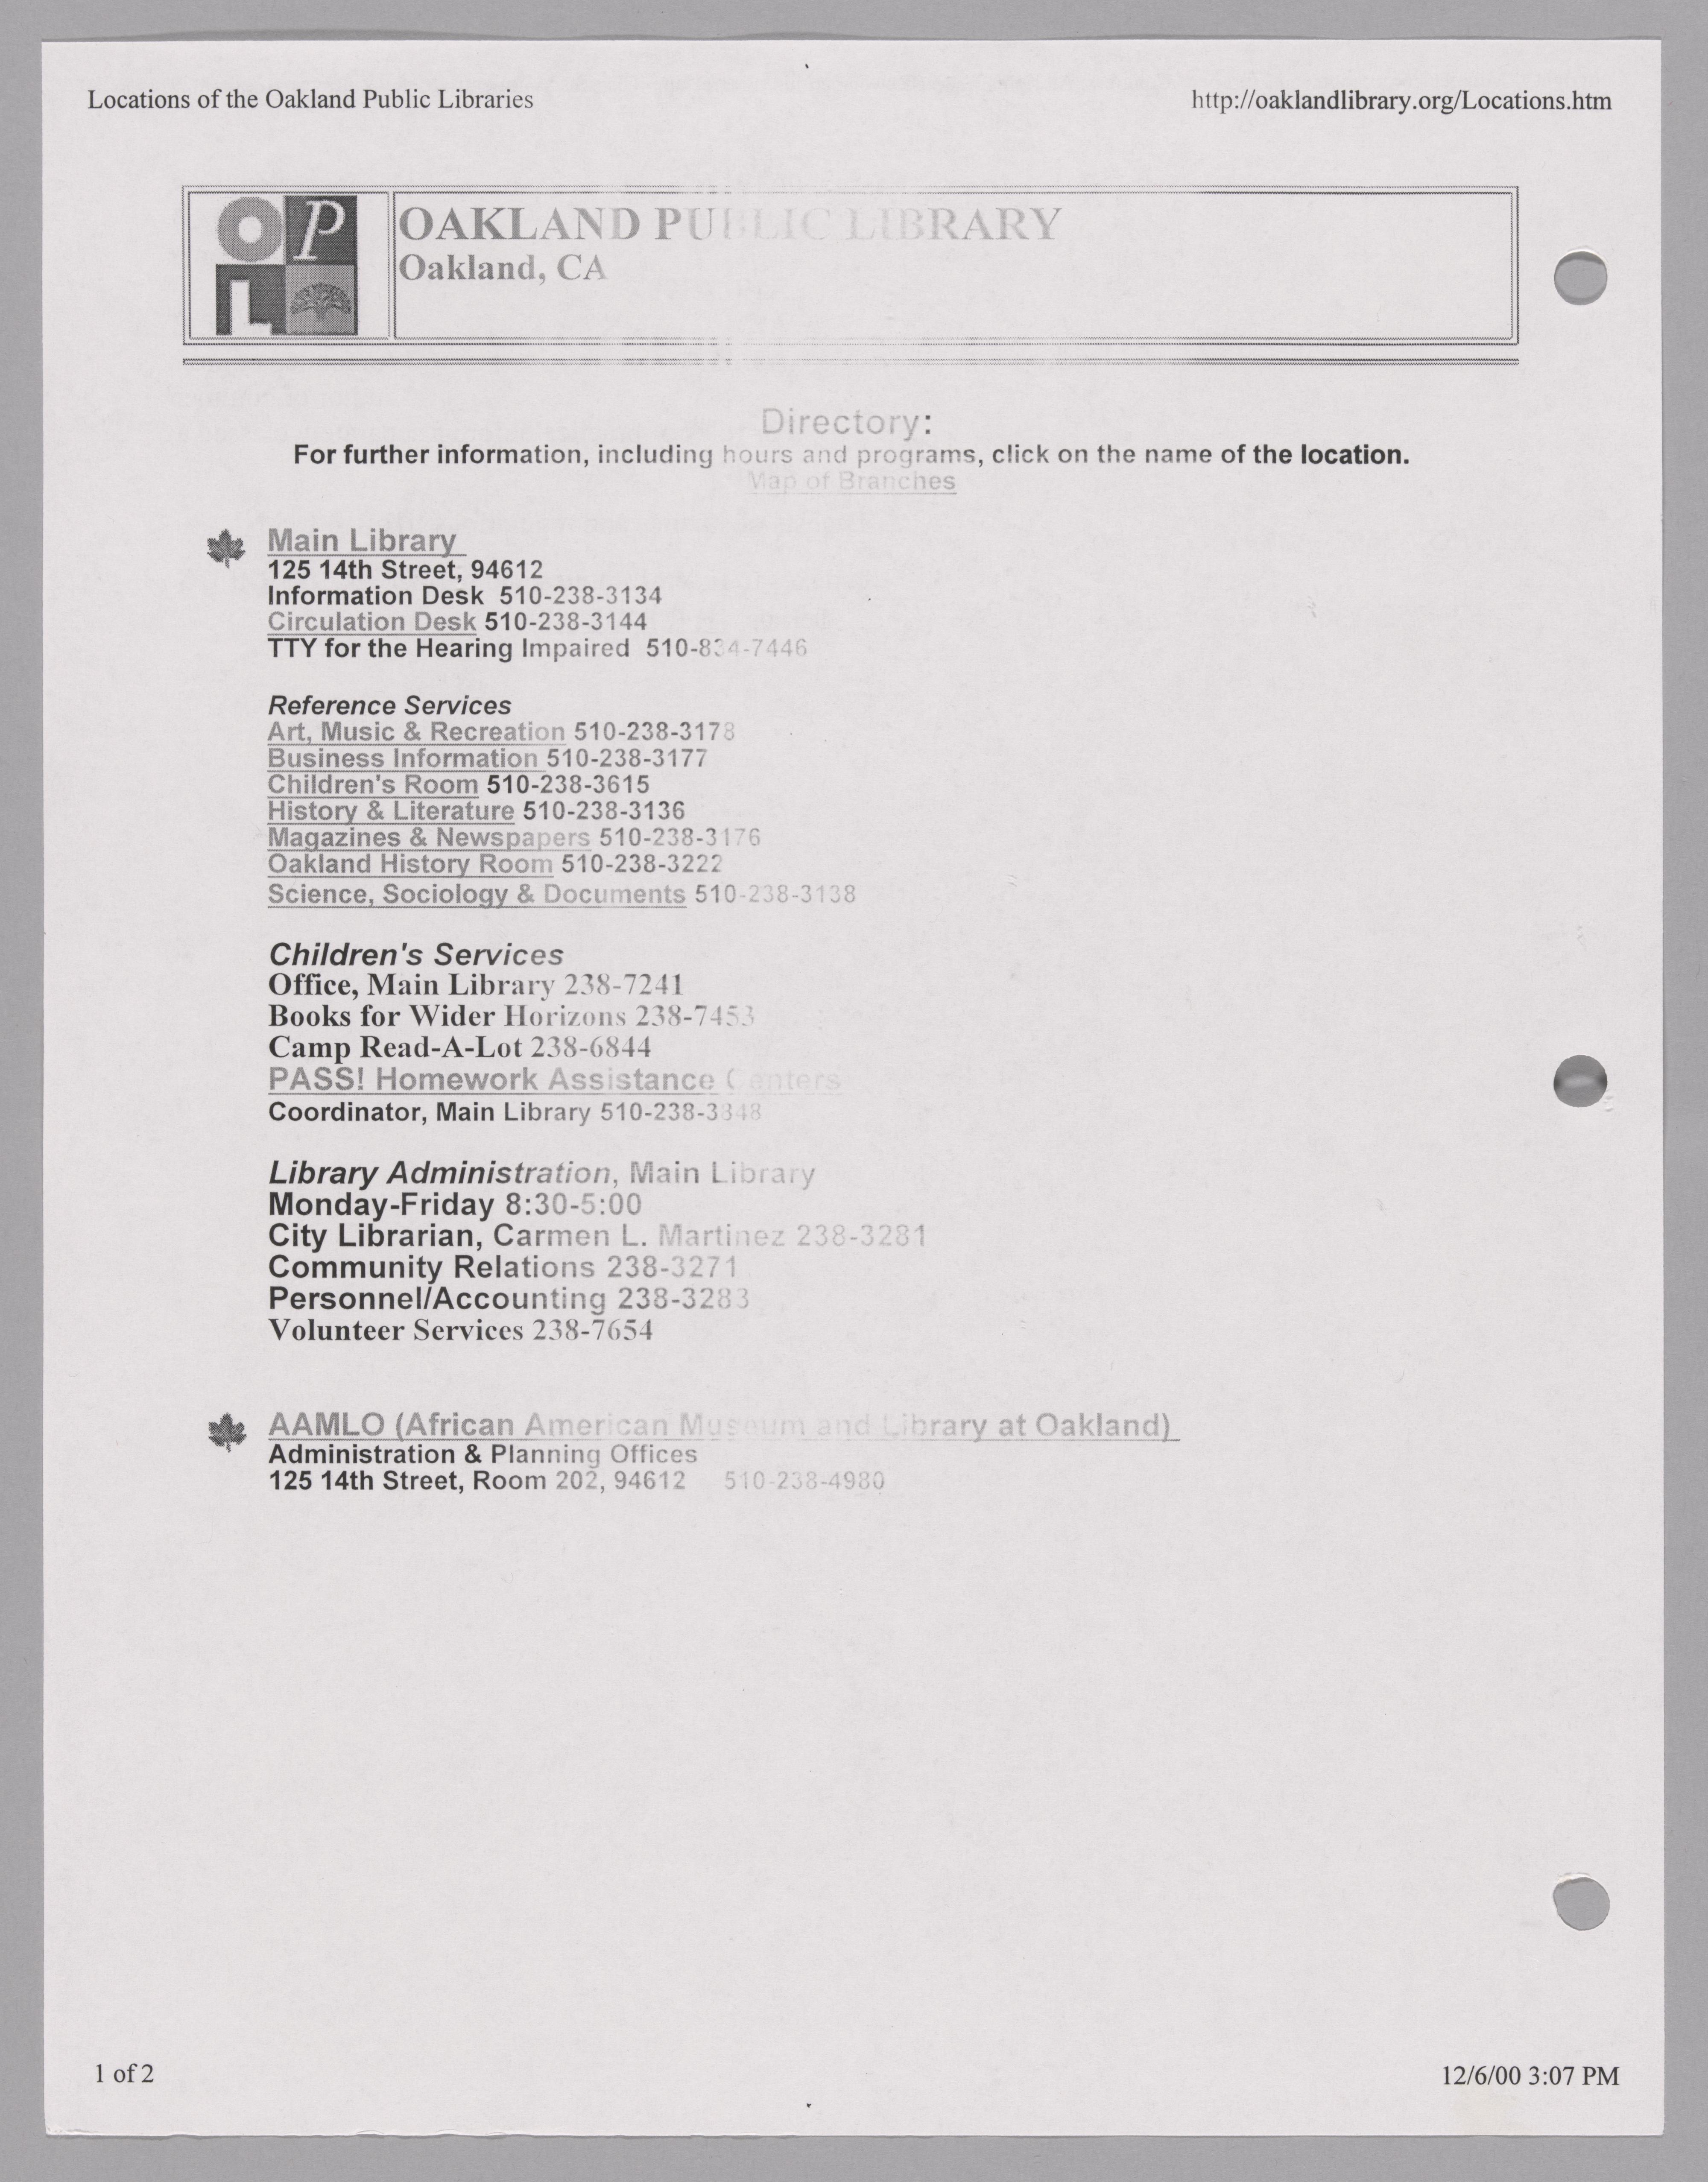 Locations of the Oakland Public Libraries
http://oaklandlibrary.org/Locations.htm
OPL
OAKLAND PUBLIC LIBRARY
Oakland, CA
Directory:
For further information, including hours and programs, click on the name of the location.
Map of Branches
Main Library
125 14th Street, 94612
Information Desk 510-238-3134
Circulation Desk 510-238-3144
TTY for the Hearing Impaired 510-834-7446
Reference Services
Art, Music & Recreation 510-238-3178
Business Information 510-238-3177
Children's Room 510-238-3615
History & Literature 510-238-3136
Magazines & Newspapers 510-238-3176
Oakland History Room 510-238-3222
Science, Sociology & Documents 510-238-3138
Children's Services
Office, Main Library 238-7241
Books for Wider Horizons 238-7453
Camp Read-A-Lot 238-6844
PASS! Homework Assistance Centers
Coordinator, Main Library
Library Administration, Main Library
Monday-Friday 8:30-5:00
City Librarian, Carmen L. Martinez 238-3281
Community Relations 238-3271
Personnel/Accounting 238-3283
Volunteer Services 238-7654
AAMLO (African American Museum and Library at Oakland)
Administration & Planning Offices
125 14th Street, Room 202, 94612 510-238-4980
1 of 2
12/6/00 3:07 PM